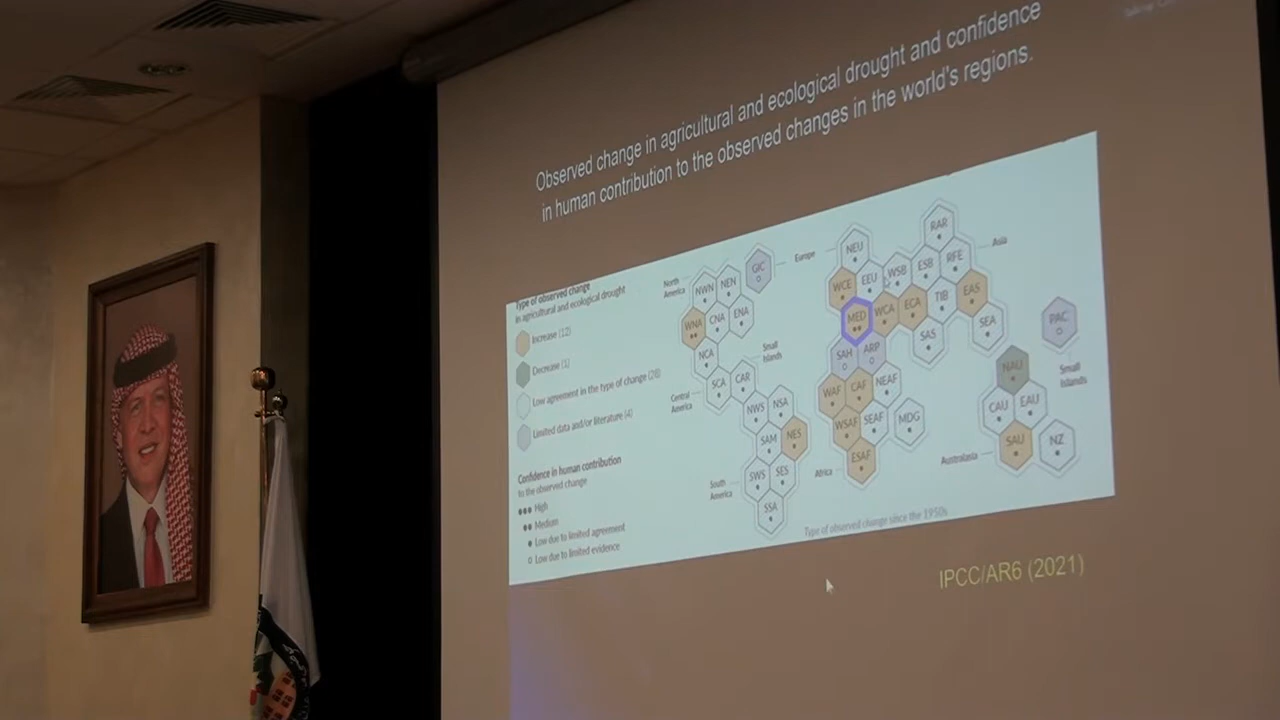 Observed change in agricultural and ecological drought and confidence
in human contribution to the observed changes in the world's regions.
Type of observed change
in agricultural and ecological drought
Increase (12)
Decrease (1)
Low agreement in the type of change (28)
Limited data and/or literature (4)
Confidence in human contribution
to the observed change
High
Medium
Low due to limited agreement
Low due to limited evidence
North
America
GIC
NWN
NEN
WNA
CNA
ENA
NCA
Small
Islands
SCA
CAR
Central
America
NWS
NSA
SAM
NES
South
America
SWS
SES
SSA
Europe
NEU
RAR
Asia
WCE
EEU
WSB
ESB
RFE
MED
WCA
ECA
TIB
EAS
SAH
ARP
SAS
SEA
PAC
WAF
CAF
NEAF
NAU
Small
Islands
WSAF
SEAF
MDG
CAU
EAU
Africa
ESAF
Australasia
SAU
NZ
Type of observed change since the 1950s
IPCC/AR6 (2021)